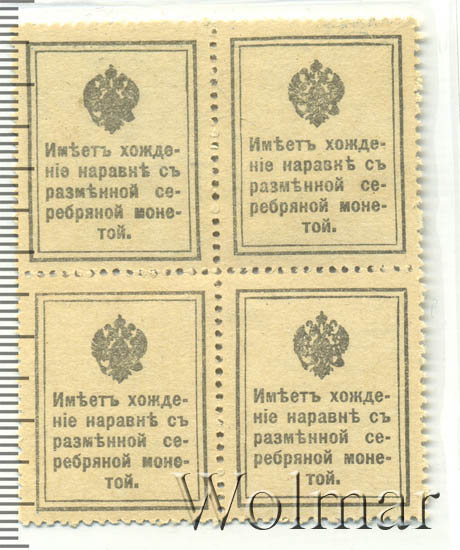 Имѣетъ хожде-
ніе наравнѣ съ
размѣнной се-
ребряной моне-
той.
Имѣетъ хожде-
ніе наравнѣ съ
размѣнной се-
ребряной моне-
той.
Имѣетъ хожде-
ніе наравнѣ съ
размѣнной се-
ребряной моне-
той.
Имѣетъ хожде-
ніе наравнѣ съ
размѣнной се-
ребряной моне-
той.
Wolmar